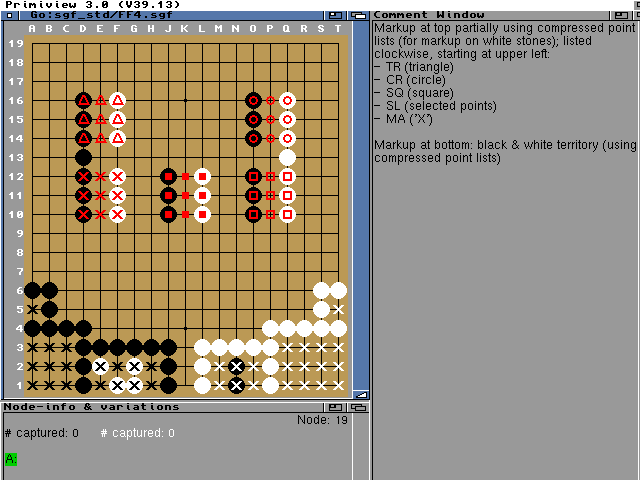 Primiview 3.0 (V39.13)
Go:sgf_std/FF4.sgf
A B C D E F G H J K L M N O P Q R S T
19
18
17
16
15
14
13
12
11
10
9
8
7
6
5
4
3
2
1
Node-info & variations
Node: 19
# captured: 0 # captured: 0
A:
Comment Window
Markup at top partially using compressed point
lists (for markup on white stones); listed
clockwise, starting at upper left:
- TR (triangle)
- CR (circle)
- SQ (square)
- SL (selected points)
- MA ('X')
Markup at bottom: black & white territory (using
compressed point lists)